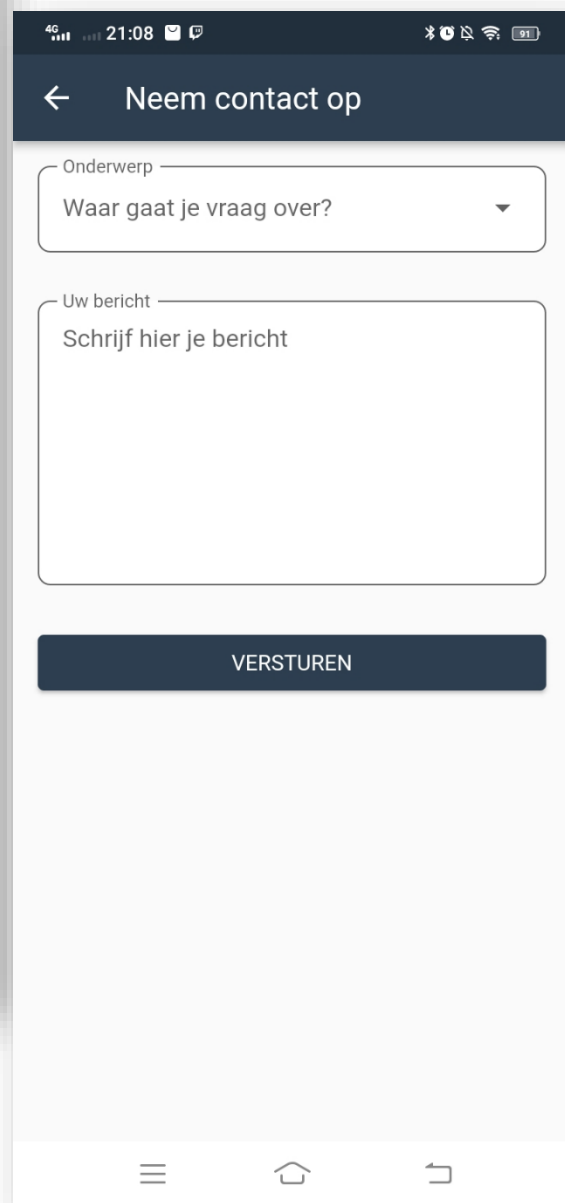 4G 21:08 91
Neem contact op
Onderwerp
Waar gaat je vraag over?
Uw bericht
Schrijf hier je bericht
VERSTUREN